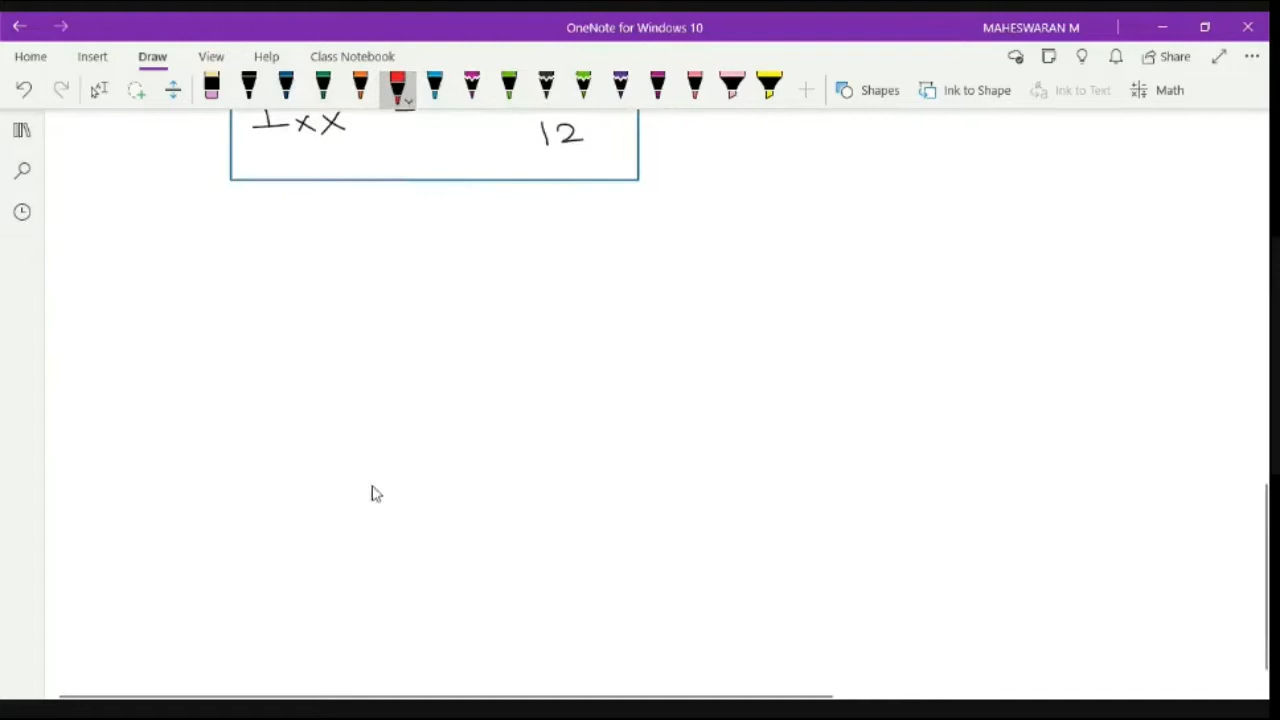 OneNote for Windows 10
MAHESWARAN M
Home Insert Draw View Help Class Notebook
Share
Shapes Ink to Shape Ink to Text Math
Ixx
12